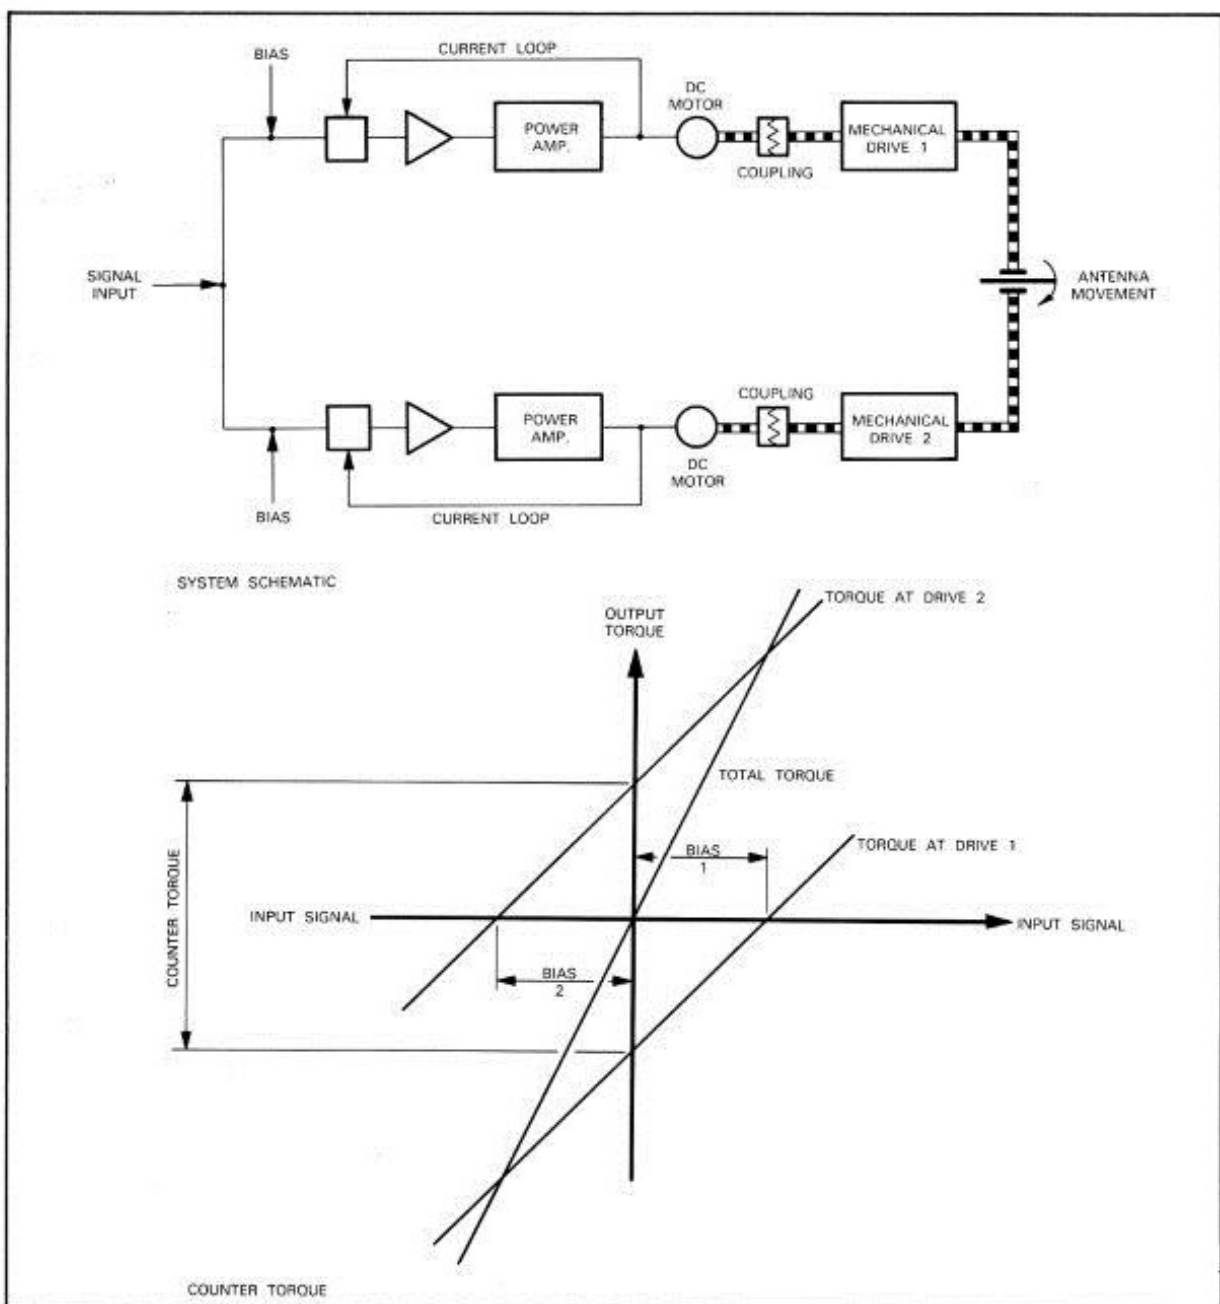 BIAS
CURRENT LOOP
DC
MOTOR
POWER
AMP.
MECHANICAL
DRIVE 1
COUPLING
SIGNAL
INPUT
ANTENNA
MOVEMENT
COUPLING
POWER
AMP.
MECHANICAL
DRIVE 2
DC
MOTOR
BIAS
CURRENT LOOP
SYSTEM SCHEMATIC
OUTPUT
TORQUE
TORQUE AT DRIVE 2
TOTAL TORQUE
BIAS
1
TORQUE AT DRIVE 1
COUNTER TORQUE
INPUT SIGNAL
INPUT SIGNAL
BIAS
2
COUNTER TORQUE